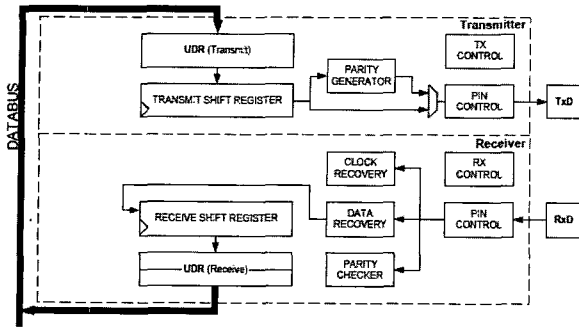 Transmitter
UDR (Transmit)
TX
CONTROL
PARITY
GENERATOR
TRANSMIT SHIFT REGISTER
PIN
CONTROL
TxD
DATABUS
Receiver
CLOCK
RECOVERY
RX
CONTROL
RECEIVE SHIFT REGISTER
DATA
RECOVERY
PIN
CONTROL
RxD
UDR (Receive)
PARITY
CHECKER